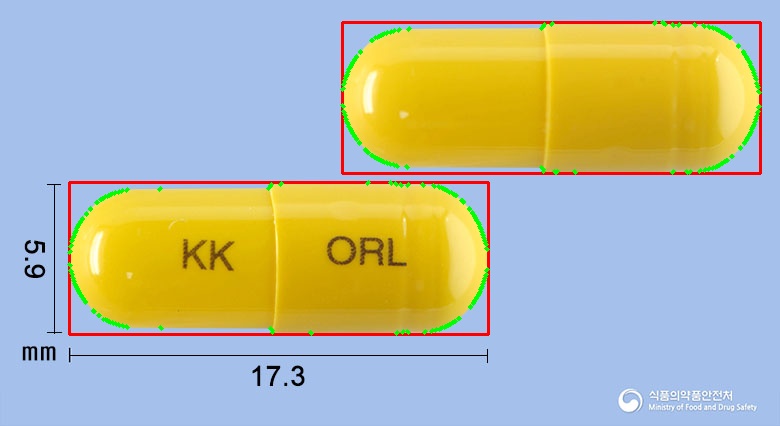 KK ORL
5.9
mm
17.3
식품의약품안전처
Ministry of Food and Drug Safety